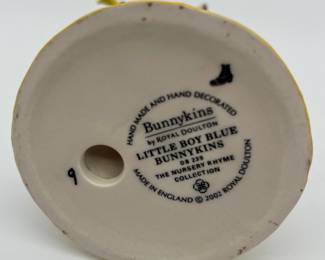 HAND MADE AND HAND DECORATED
Bunnykins
by ROYAL DOULTON
LITTLE BOY BLUE
BUNNYKINS
DB 239
THE NURSERY RHYME
COLLECTION
MADE IN ENGLAND © 2002 ROYAL DOULTON
9